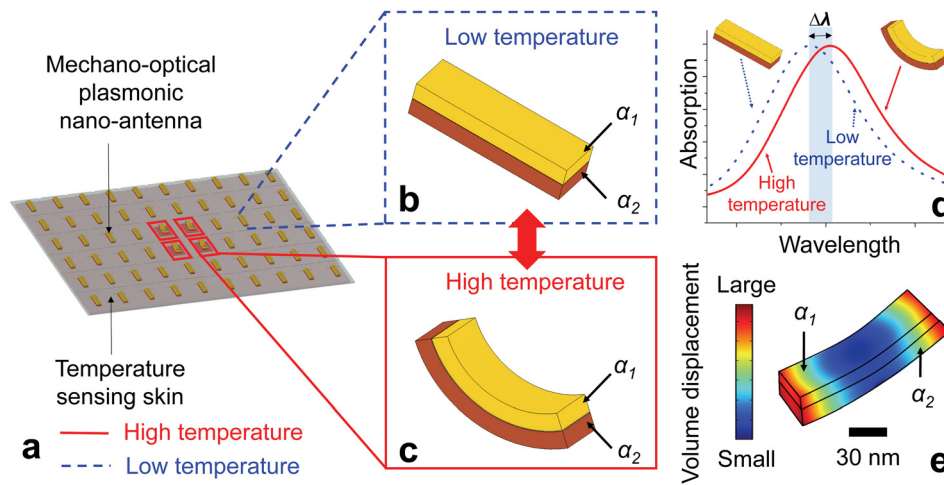 Mechano-optical
plasmonic
nano-antenna
Temperature
sensing skin
a
High temperature
Low temperature
Low temperature
α1
α2
b
High temperature
α1
α2
c
Δλ
Absorption
Low
temperature
High
temperature
Wavelength
Volume displacement
Large
Small
α1
α2
30 nm
e